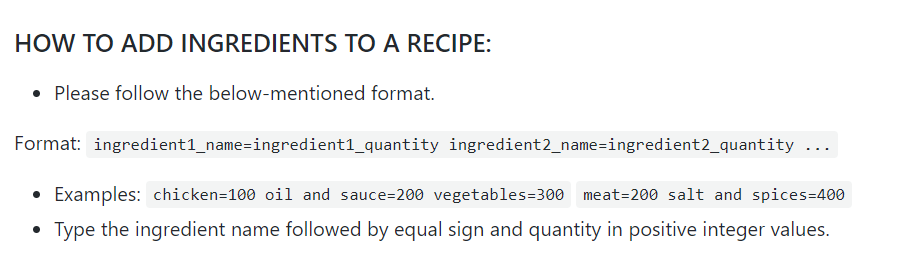 HOW TO ADD INGREDIENTS TO A RECIPE:
• Please follow the below-mentioned format.
Format: ingredient1_name=ingredient1_quantity ingredient2_name=ingredient2_quantity ...
• Examples: chicken=100 oil and sauce=200 vegetables=300 meat=200 salt and spices=400
• Type the ingredient name followed by equal sign and quantity in positive integer values.